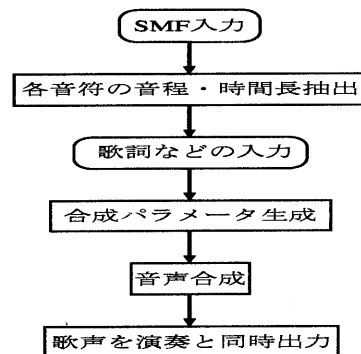 SMF入力
各音符の音程・時間長抽出
歌詞などの入力
合成パラメータ生成
音声合成
歌声を演奏と同時出力